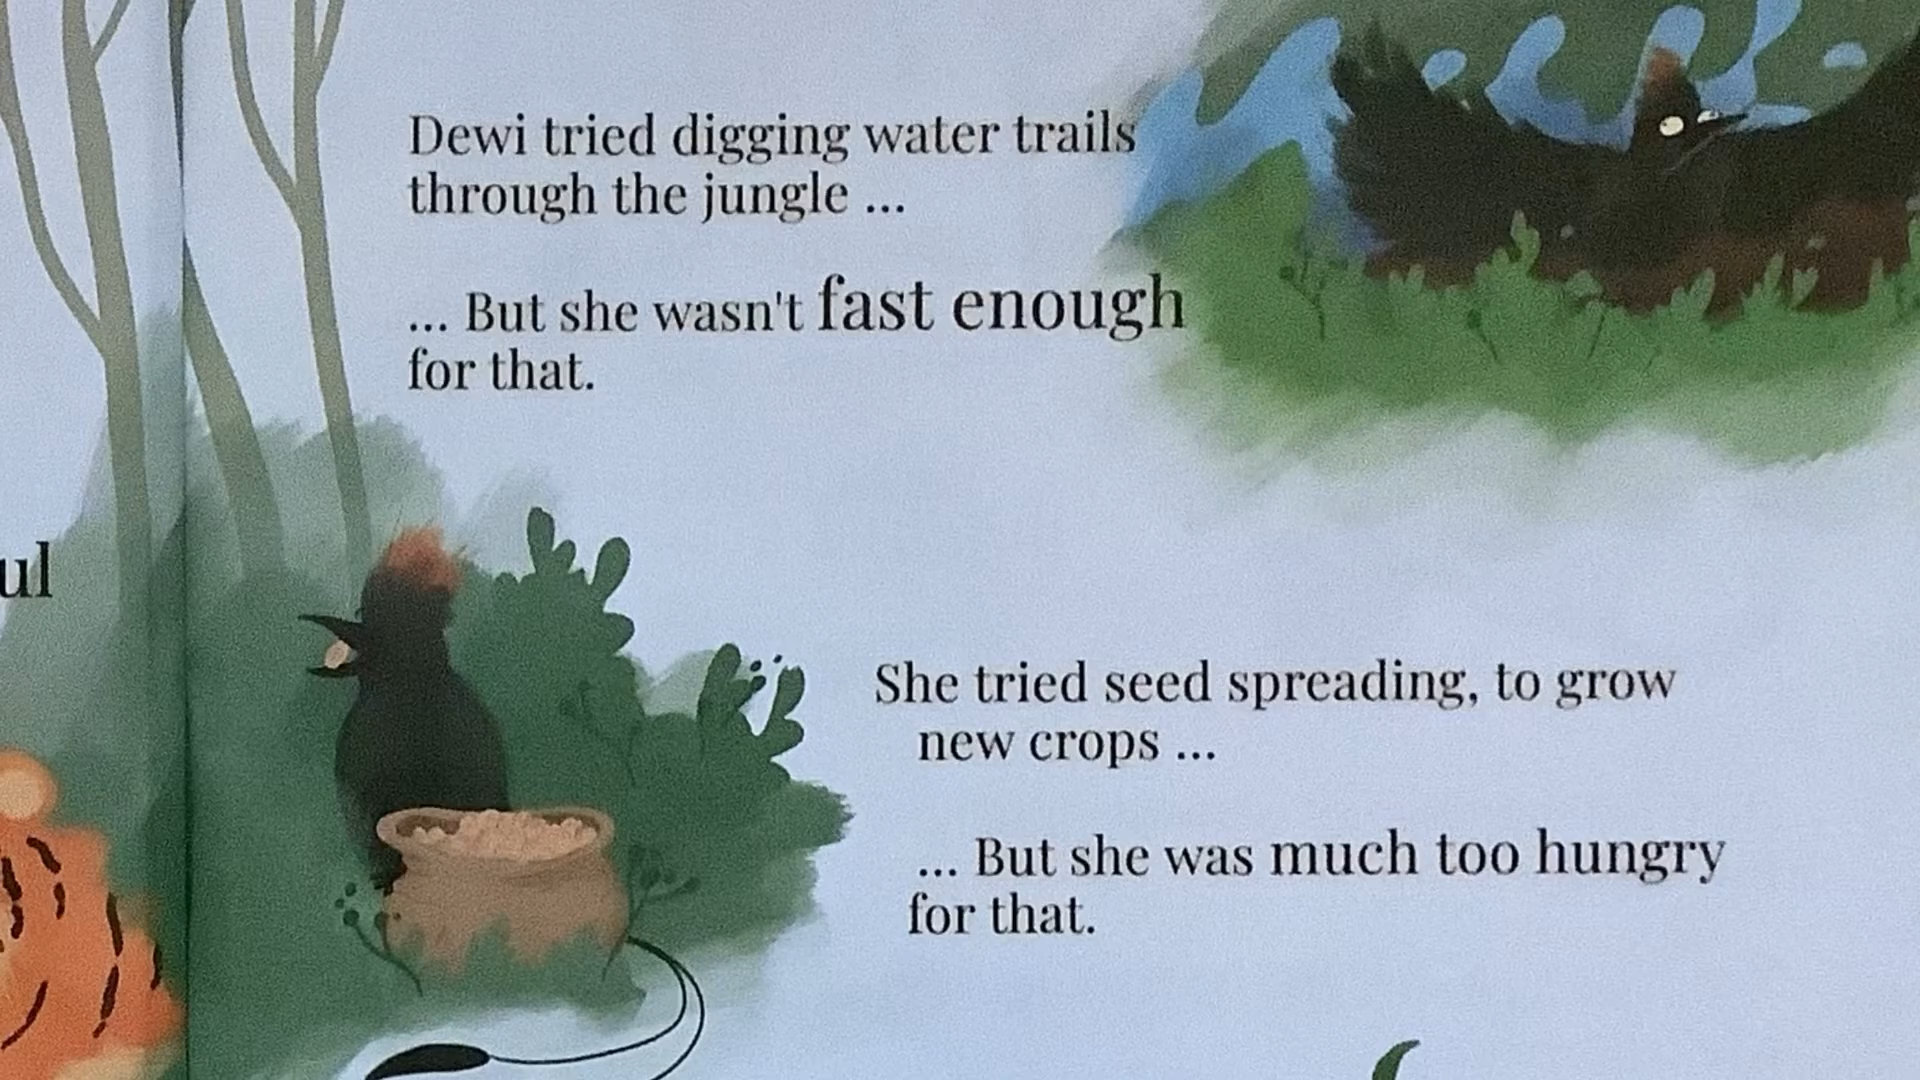 Dewi tried digging water trails
through the jungle ...
... But she wasn't fast enough
for that.
ul
She tried seed spreading, to grow
new crops ...
... But she was much too hungry
for that.